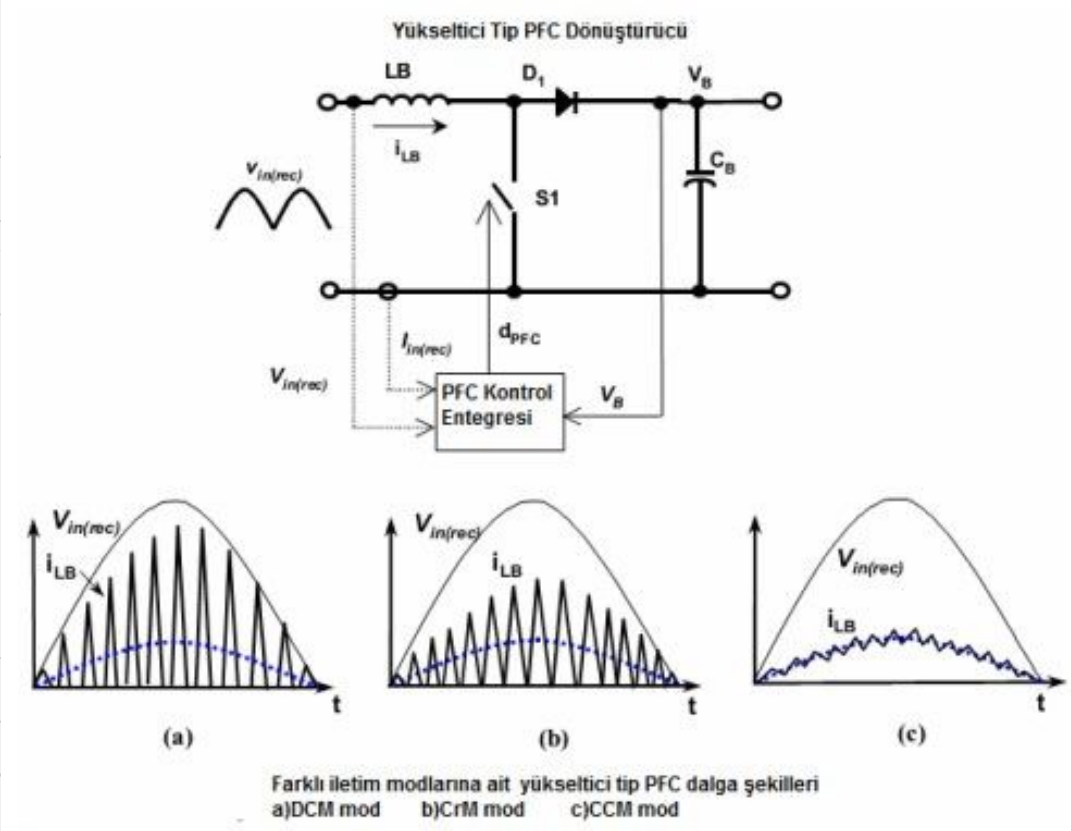 Yükseltici Tip PFC Dönüştürücü
LB
D1
VB
iLB
CB
vin(rec)
S1
dPFC
Iin(rec)
Vin(rec)
PFC Kontrol
Entegresi
VB
Vin(rec)
iLB
t
(a)
Vin(rec)
iLB
t
(b)
Vin(rec)
iLB
t
(c)
Farklı iletim modlarına ait yükseltici tip PFC dalga şekilleri
a)DCM mod b)CrM mod c)CCM mod